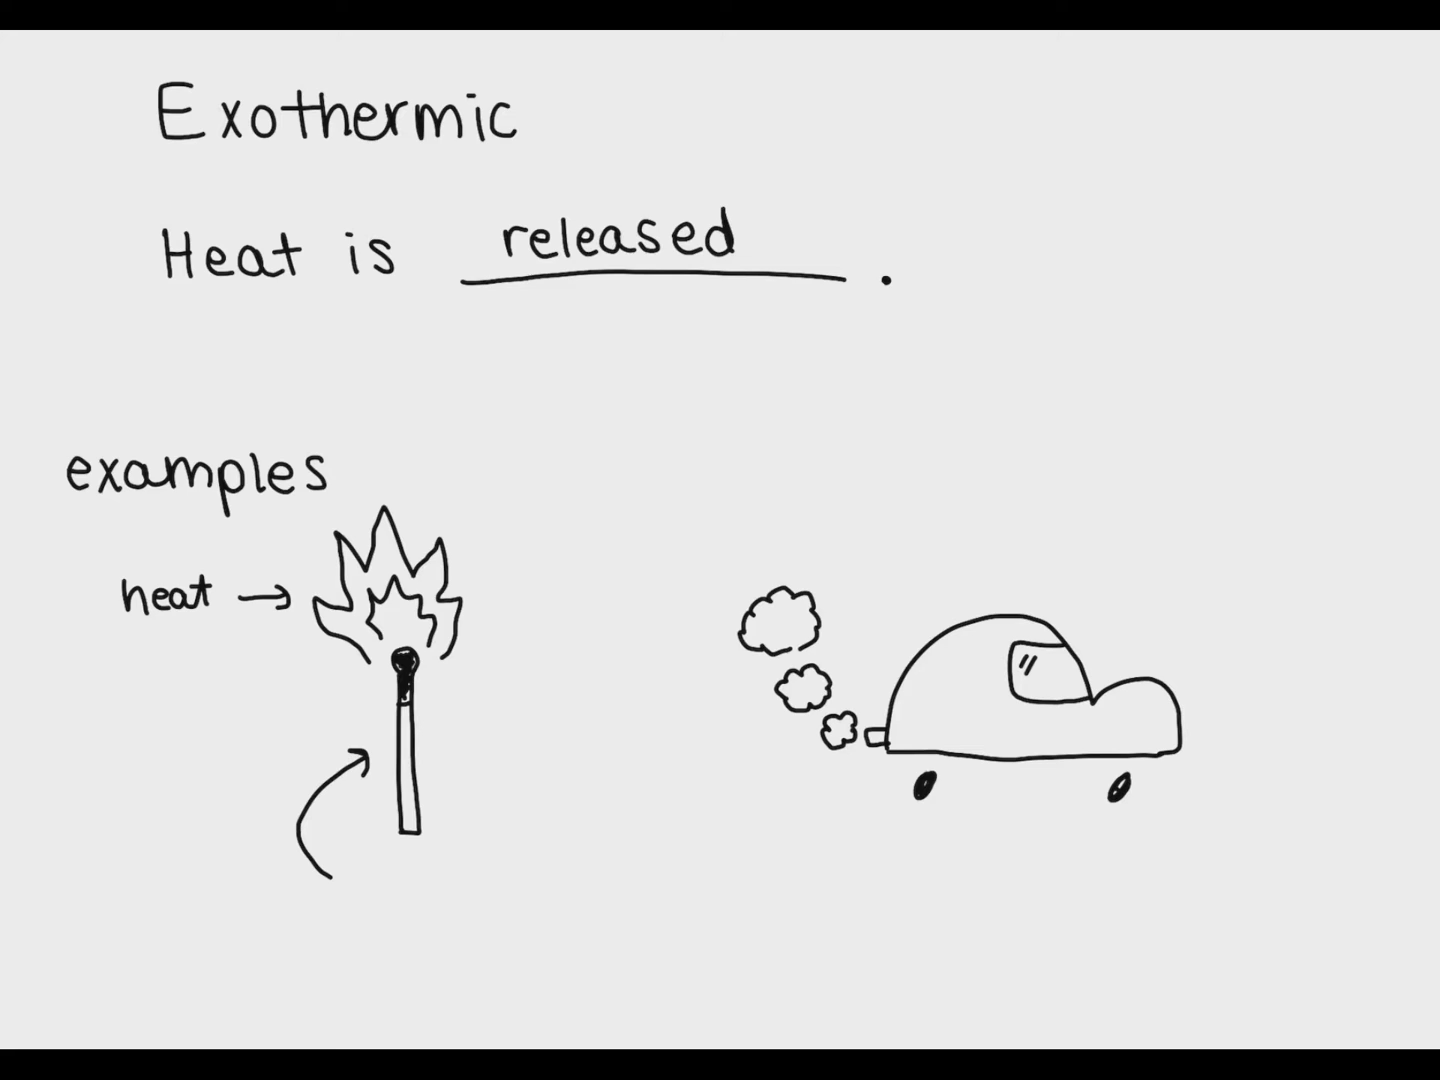 Exothermic
Heat is released .
examples
heat →